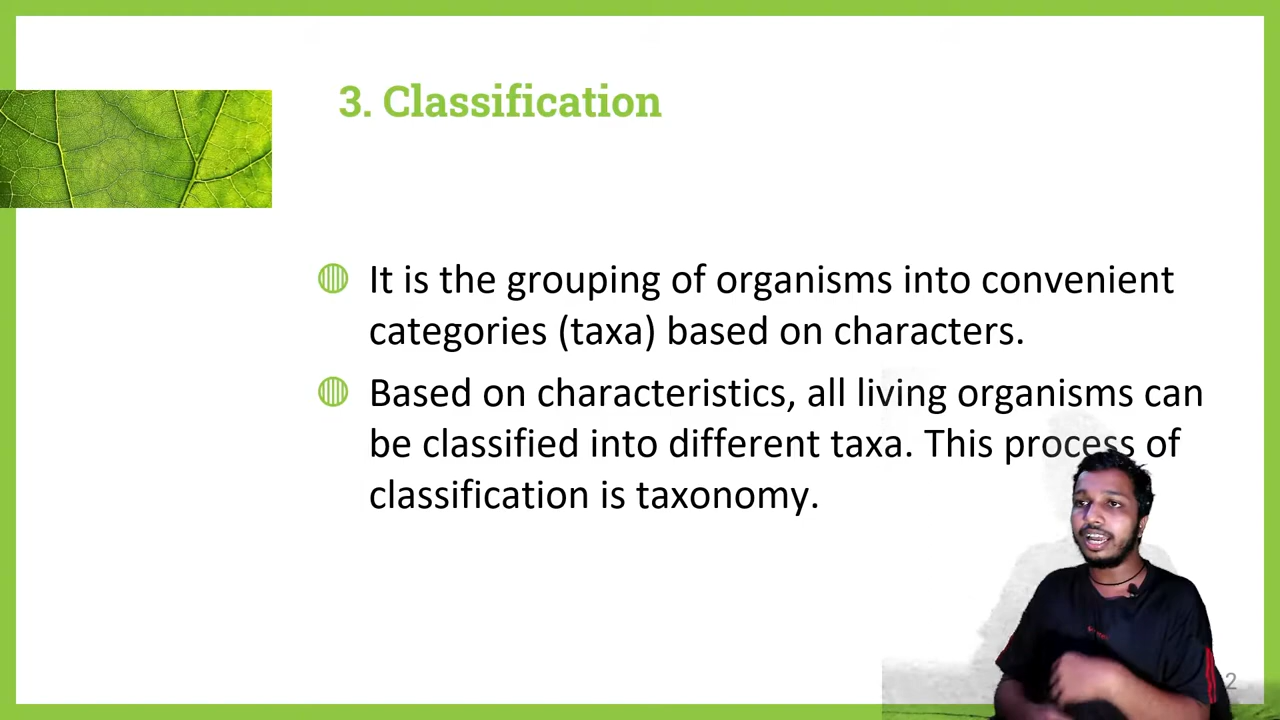 3. Classification
It is the grouping of organisms into convenient
categories (taxa) based on characters.
Based on characteristics, all living organisms can
be classified into different taxa. This process of
classification is taxonomy.
2